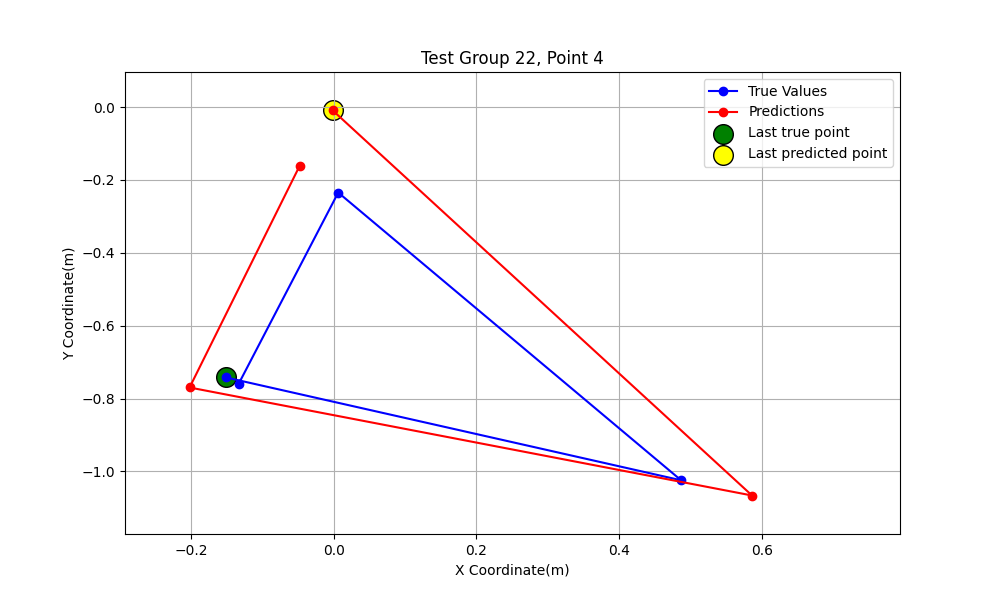 Test Group 22, Point 4
True Values
Predictions
Last true point
Last predicted point
0.0
−0.2
−0.4
−0.6
−0.8
−1.0
Y Coordinate(m)
−0.2
0.0
0.2
0.4
0.6
X Coordinate(m)